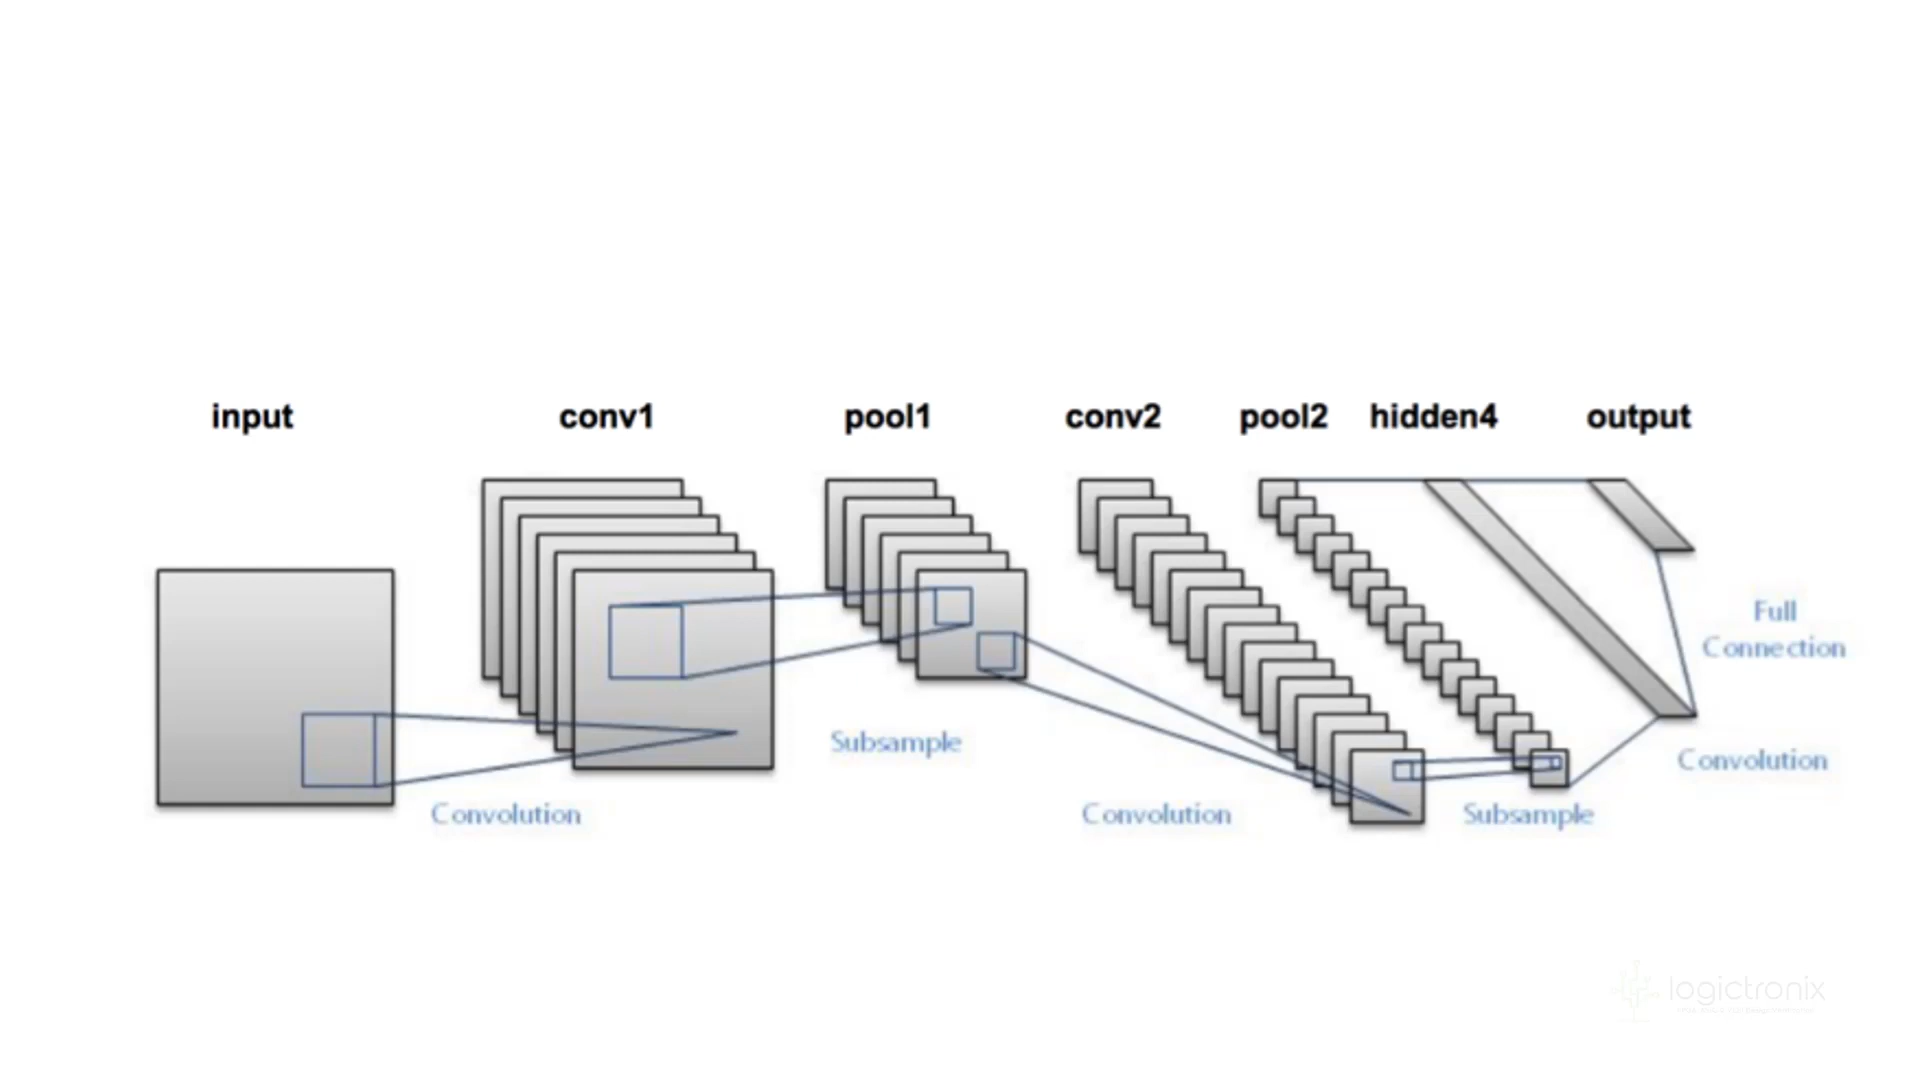 input
conv1
pool1
conv2
pool2
hidden4
output
Full
Connection
Subsample
Convolution
Convolution
Convolution
Subsample
logictronix